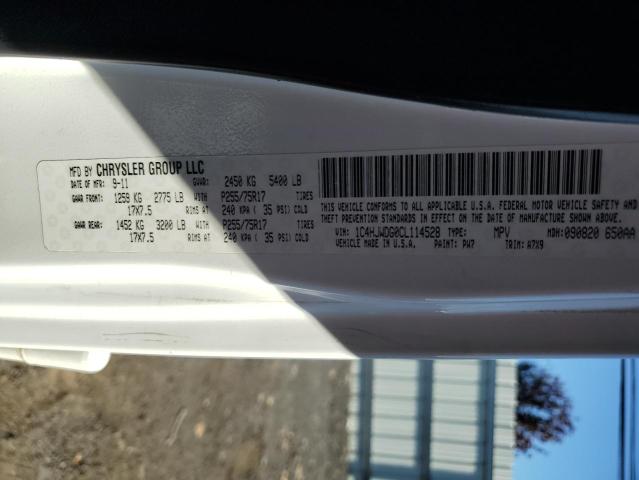 MFD BY CHRYSLER GROUP LLC
DATE OF MFR: 9-11 GVWR: 2450 KG 5400 LB
GAWR FRONT: 1259 KG 2775 LB WITH P255/75R17 TIRES
17X7.5 RIMS AT 240 KPA ( 35 PSI) COLD
GAWR REAR: 1452 KG 3200 LB WITH P255/75R17 TIRES
17X7.5 RIMS AT 240 KPA ( 35 PSI) COLD
THIS VEHICLE CONFORMS TO ALL APPLICABLE U.S.A. FEDERAL MOTOR VEHICLE SAFETY AND
THEFT PREVENTION STANDARDS IN EFFECT ON THE DATE OF MANUFACTURE SHOWN ABOVE.
VIN: 1C4HJWDG0CL114528 TYPE: MPV MDH: 090820 650AA
VEHICLE MADE IN U.S.A. PAINT: PW7 TRIM: A7X9